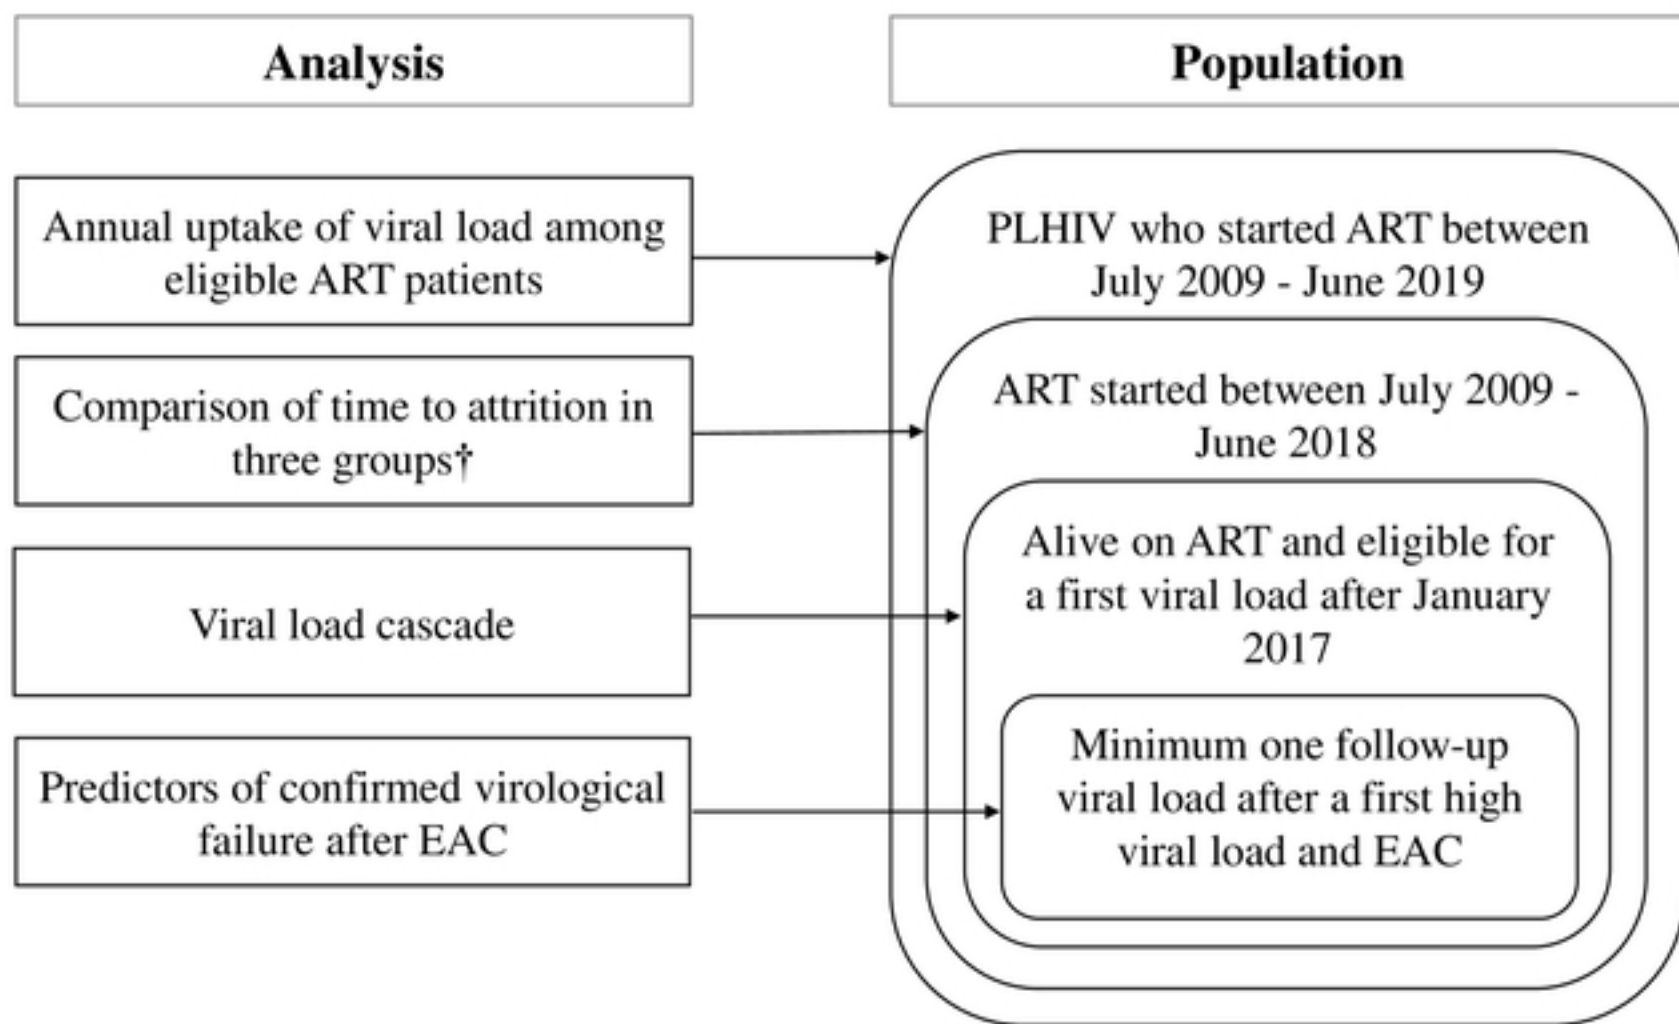 Analysis
Population
Annual uptake of viral load among
eligible ART patients
PLHIV who started ART between
July 2009 - June 2019
Comparison of time to attrition in
three groups†
ART started between July 2009 -
June 2018
Viral load cascade
Alive on ART and eligible for
a first viral load after January
2017
Predictors of confirmed virological
failure after EAC
Minimum one follow-up
viral load after a first high
viral load and EAC